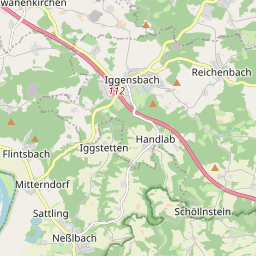 wanenkirchen
Iggensbach
Reichenbach
112
Handlab
Flintsbach
Iggstetten
Mitterndorf
Sattling
Schöllnstein
Neßlbach